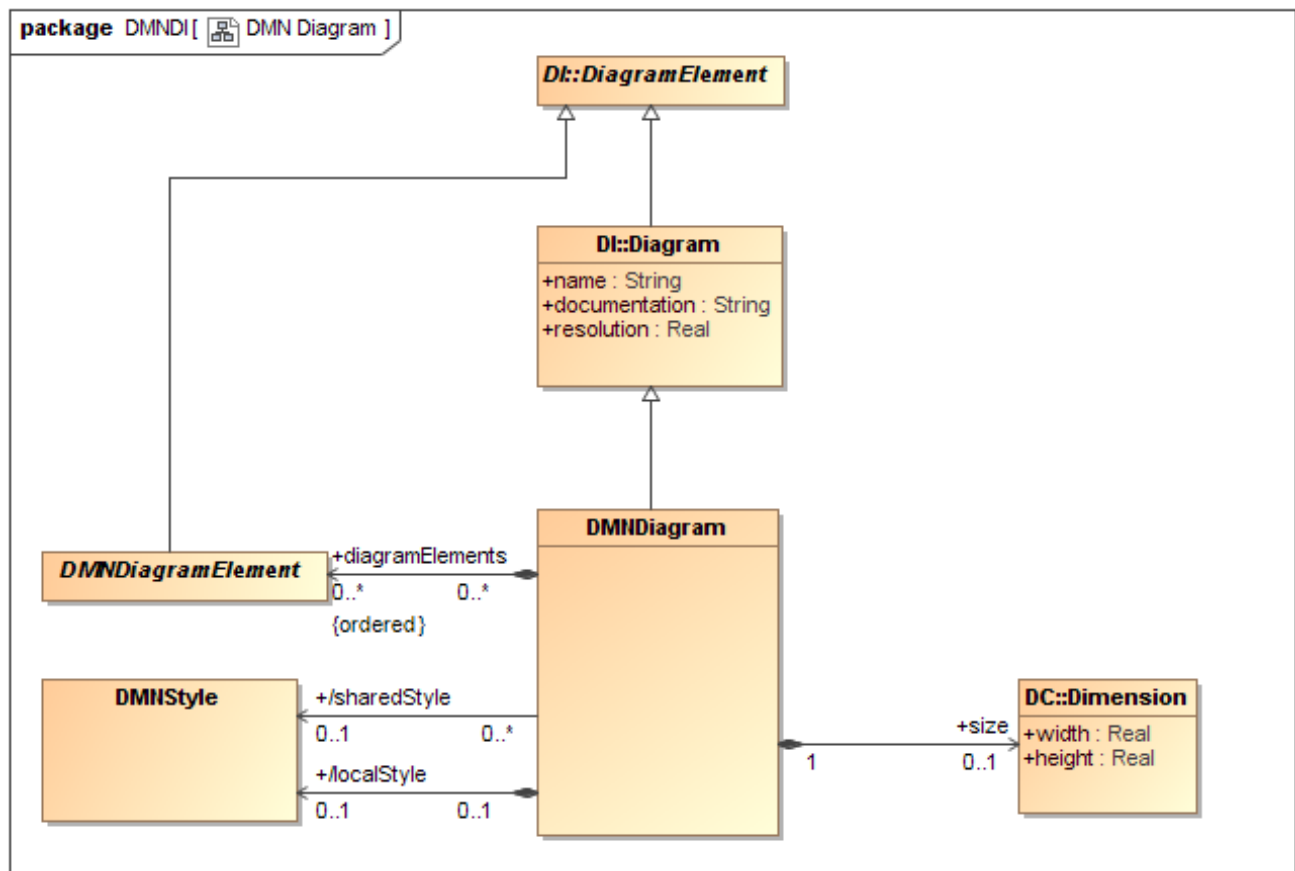 package DMNDI[ DMN Diagram ]
DI::DiagramElement
DI::Diagram
+name : String
+documentation : String
+resolution : Real
DMNDiagram
DMNDiagramElement
+diagramElements
0..* 0..*
{ordered}
DMNStyle
+/sharedStyle
0..1 0..*
+/localStyle
0..1 0..1
+size
1 0..1
DC::Dimension
+width : Real
+height : Real